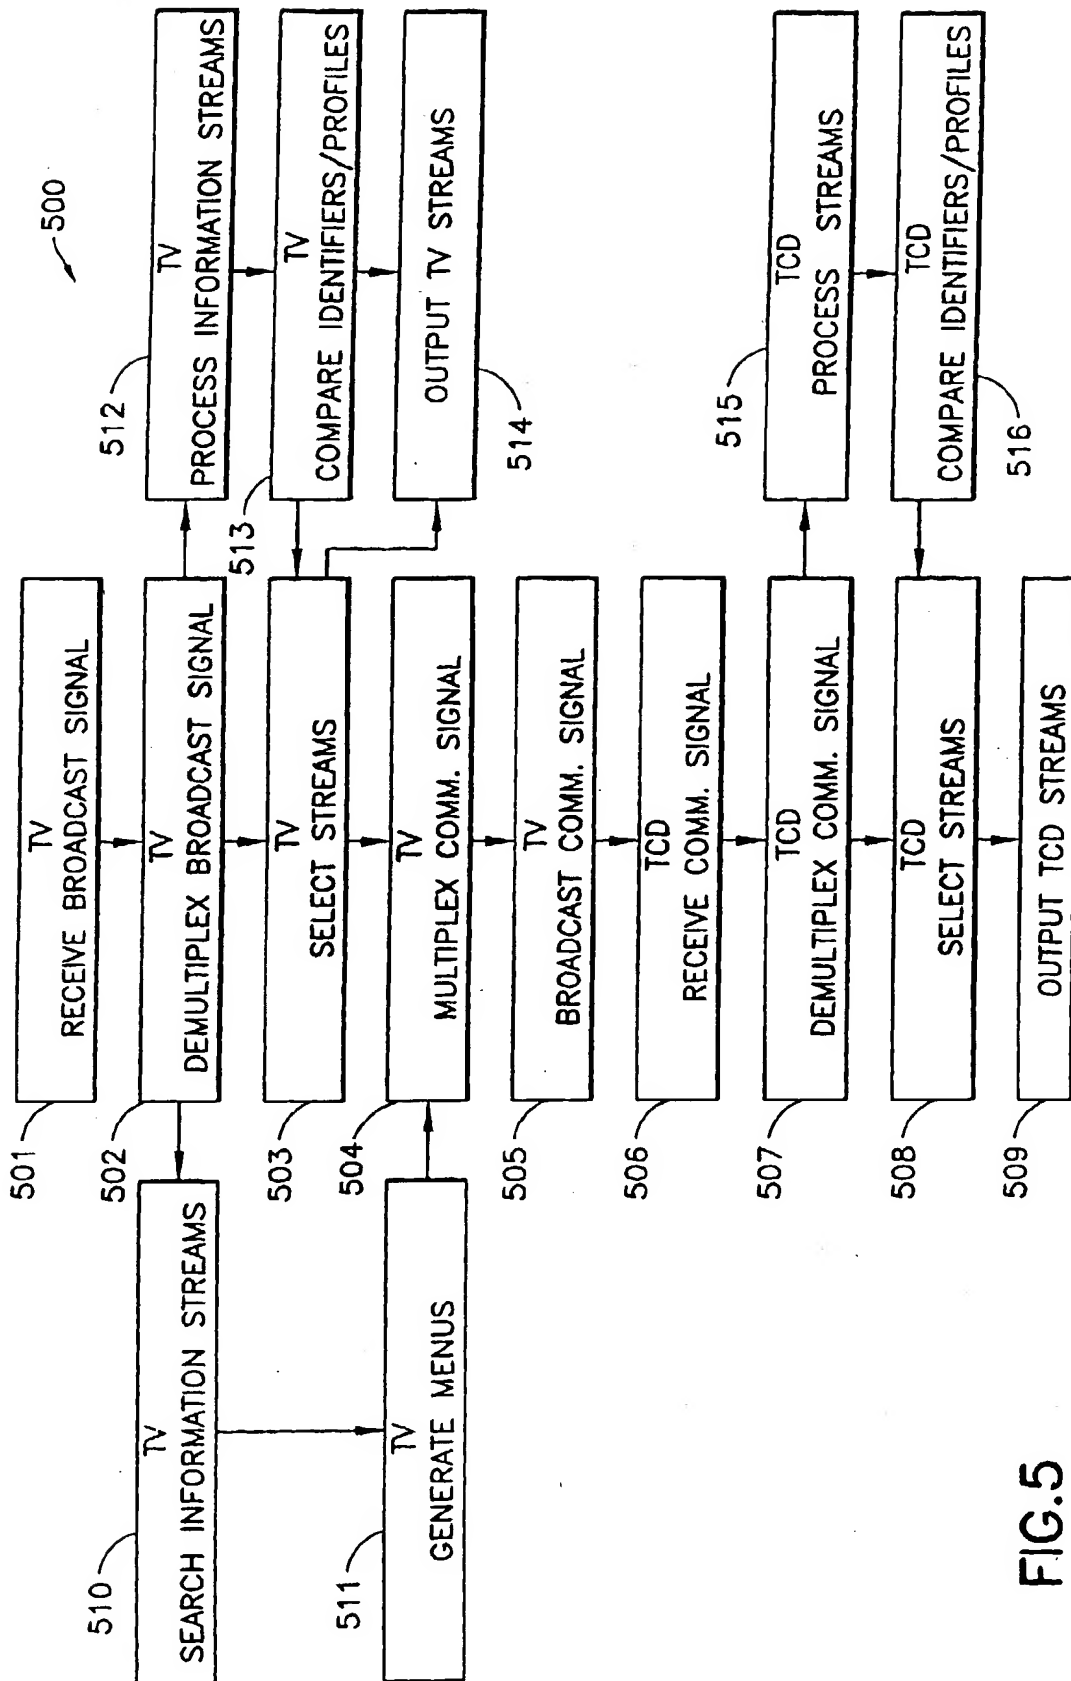 500
501
TV
RECEIVE BROADCAST SIGNAL
502
TV
DEMULTIPLEX BROADCAST SIGNAL
503
TV
SELECT STREAMS
504
TV
MULTIPLEX COMM. SIGNAL
505
TV
BROADCAST COMM. SIGNAL
506
TCD
RECEIVE COMM. SIGNAL
507
TCD
DEMULTIPLEX COMM. SIGNAL
508
TCD
SELECT STREAMS
509
OUTPUT TCD STREAMS
510
TV
SEARCH INFORMATION STREAMS
511
TV
GENERATE MENUS
512
TV
PROCESS INFORMATION STREAMS
513
TV
COMPARE IDENTIFIERS/PROFILES
514
OUTPUT TV STREAMS
515
TCD
PROCESS STREAMS
516
TCD
COMPARE IDENTIFIERS/PROFILES
FIG.5